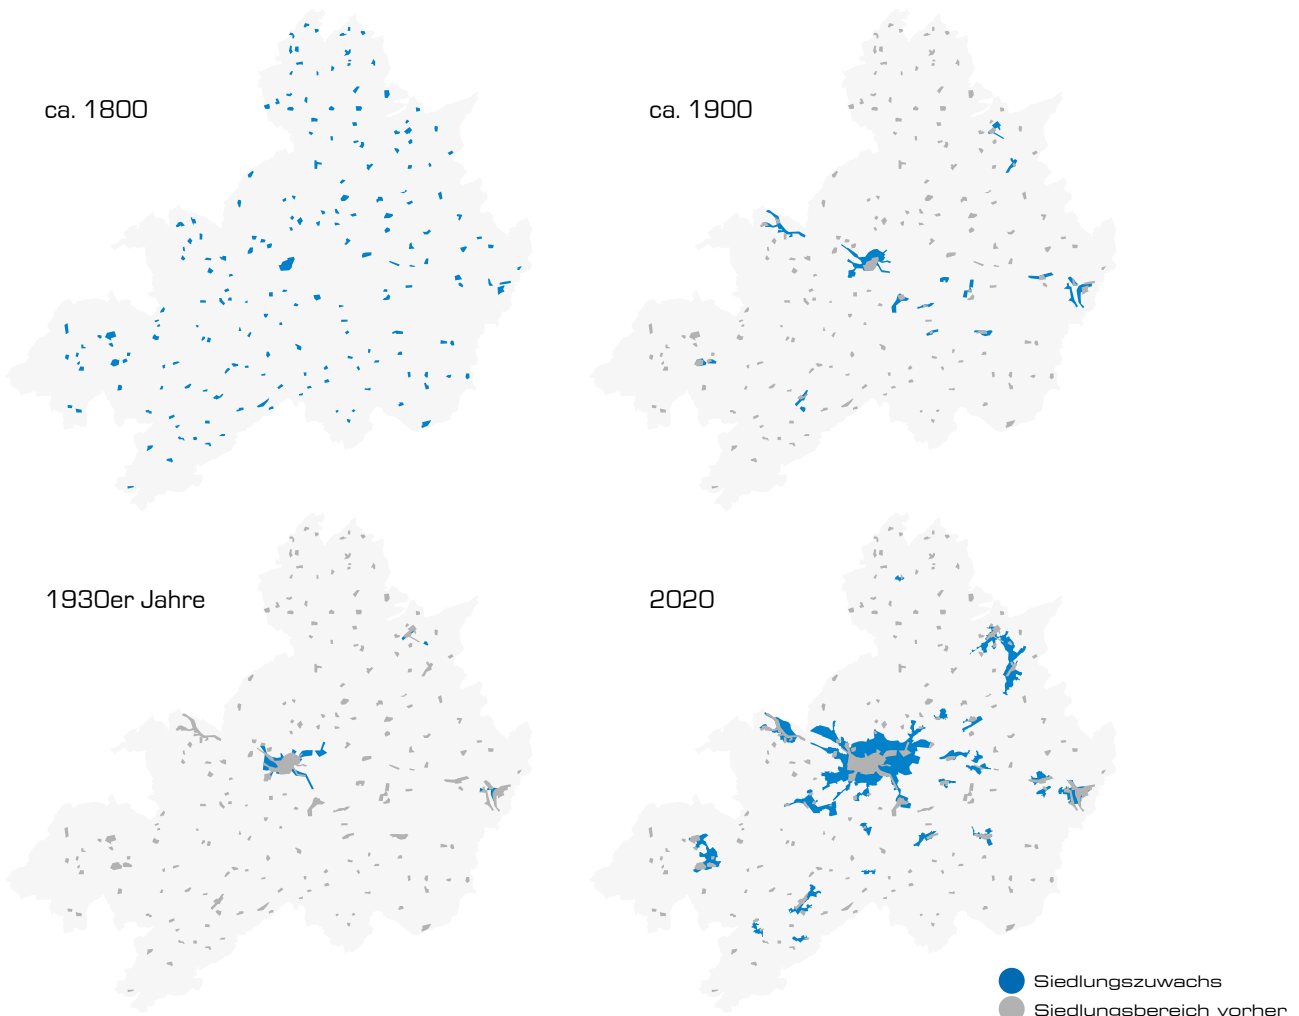 ca. 1800
ca. 1900
1930er Jahre
2020
Siedlungszuwachs
Siedlungsbereich vorher